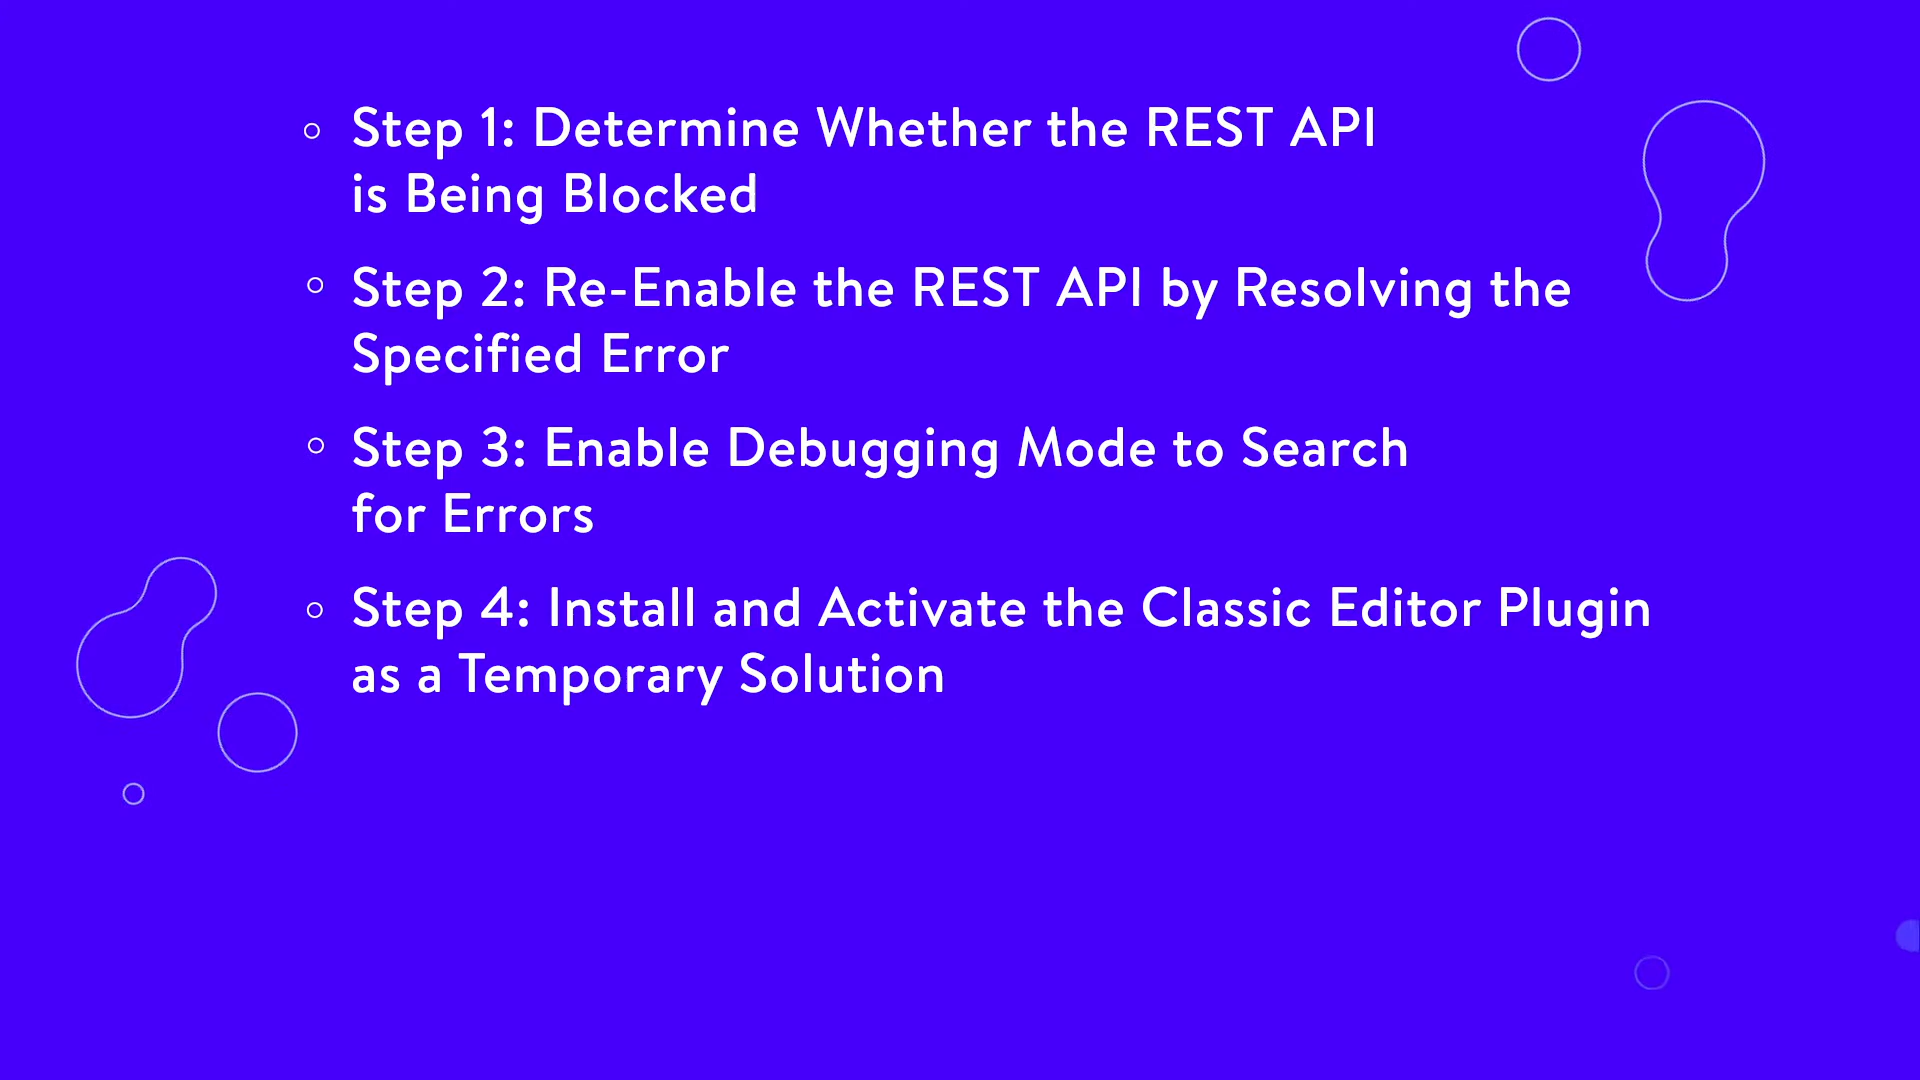 Step 1: Determine Whether the REST API
is Being Blocked
Step 2: Re-Enable the REST API by Resolving the
Specified Error
Step 3: Enable Debugging Mode to Search
for Errors
Step 4: Install and Activate the Classic Editor Plugin
as a Temporary Solution